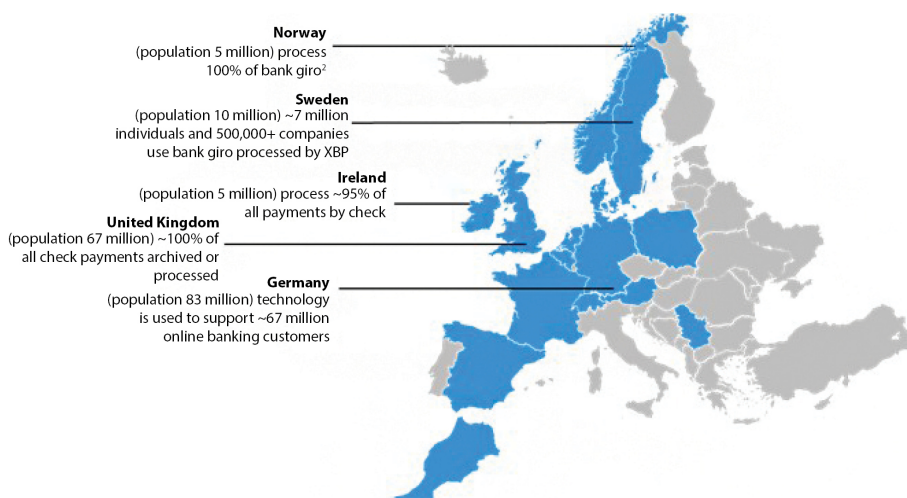 Norway
(population 5 million) process
100% of bank giro²
Sweden
(population 10 million) ~7 million
individuals and 500,000+ companies
use bank giro processed by XBP
Ireland
(population 5 million) process ~95% of
all payments by check
United Kingdom
(population 67 million) ~100% of
all check payments archived or
processed
Germany
(population 83 million) technology
is used to support ~67 million
online banking customers